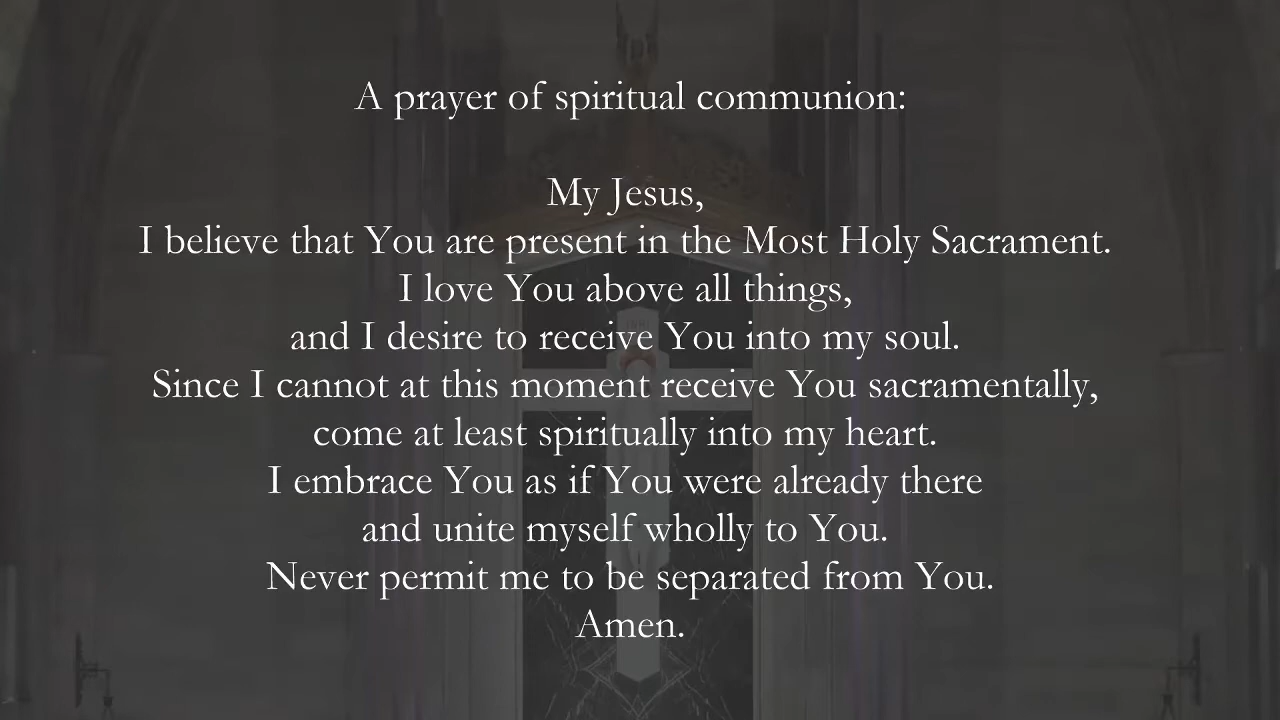 A prayer of spiritual communion:
My Jesus,
I believe that You are present in the Most Holy Sacrament.
I love You above all things,
and I desire to receive You into my soul.
Since I cannot at this moment receive You sacramentally,
come at least spiritually into my heart.
I embrace You as if You were already there
and unite myself wholly to You.
Never permit me to be separated from You.
Amen.